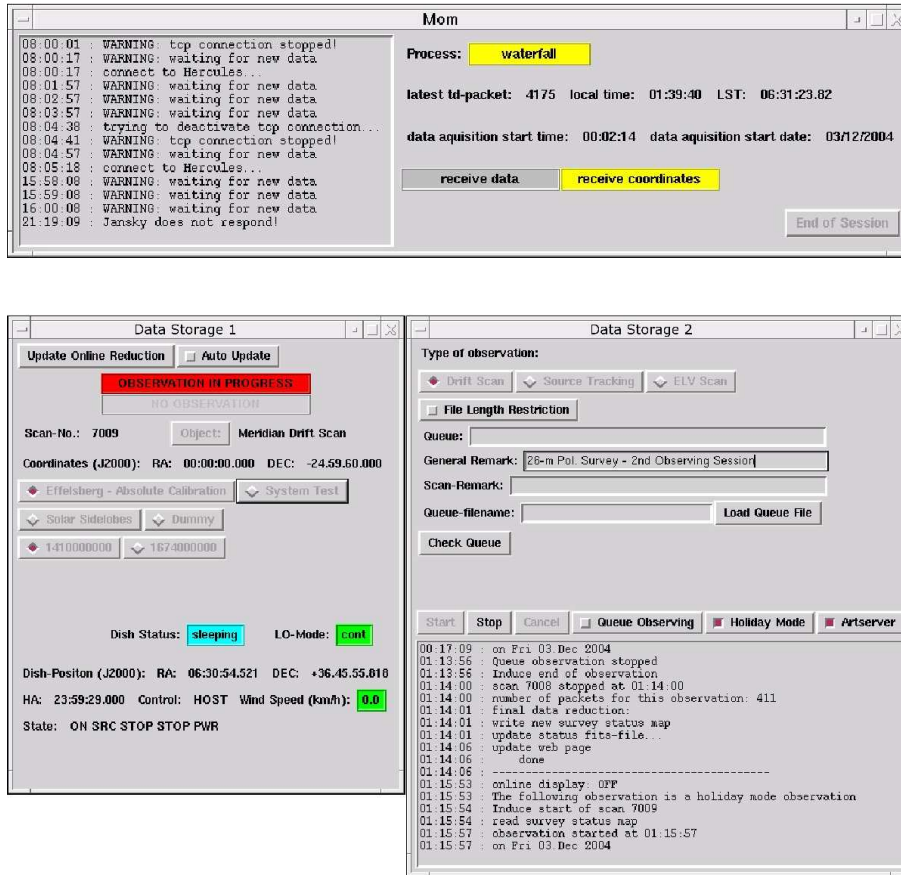 Mom
08:00:01 : WARNING: tcp connection stopped!
08:00:17 : WARNING: waiting for new data
08:00:17 : connect to Hercules...
08:01:57 : WARNING: waiting for new data
08:02:57 : WARNING: waiting for new data
08:03:57 : WARNING: waiting for new data
08:04:38 : trying to deactivate tcp connection...
08:04:41 : WARNING: tcp connection stopped!
08:04:57 : WARNING: waiting for new data
08:05:18 : connect to Hercules...
15:58:08 : WARNING: waiting for new data
15:59:08 : WARNING: waiting for new data
16:00:08 : WARNING: waiting for new data
21:19:09 : Jansky does not respond!
Process: waterfall
latest td-packet: 4175 local time: 01:39:40 LST: 06:31:23.82
data aquisition start time: 00:02:14 data aquisition start date: 03/12/2004
receive data receive coordinates
End of Session
Data Storage 1
Update Online Reduction Auto Update
OBSERVATION IN PROGRESS
NO OBSERVATION
Scan-No.: 7009 Object: Meridian Drift Scan
Coordinates (J2000): RA: 00:00:00.000 DEC: -24.59.60.000
Effelsberg - Absolute Calibration System Test
Solar Sidelobes Dummy
1410000000 1674000000
Dish Status: sleeping LO-Mode: cont
Dish-Positon (J2000): RA: 06:30:54.521 DEC: +36.45.55.818
HA: 23:59:29.000 Control: HOST Wind Speed (km/h): 0.0
State: ON SRC STOP STOP PWR
Data Storage 2
Type of observation:
Drift Scan Source Tracking ELV Scan
File Length Restriction
Queue:
General Remark: 26-m Pol. Survey - 2nd Observing Session
Scan-Remark:
Queue-filename: Load Queue File
Check Queue
Start Stop Cancel Queue Observing Holiday Mode Artserver
00:17:09 : on Fri 03.Dec 2004
01:13:56 : Queue observation stopped
01:13:56 : Induce end of observation
01:14:00 : scan 7008 stopped at 01:14:00
01:14:00 : number of packets for this observation: 411
01:14:01 : final data reduction:
01:14:01 : write new survey status map
01:14:01 : update status fits-file...
01:14:06 : update web page
01:14:06 : done
01:14:06 : ----------------------------------------
01:15:53 : online display: OFF
01:15:53 : The following observation is a holiday mode observation
01:15:54 : Induce start of scan 7009
01:15:54 : read survey status map
01:15:57 : observation started at 01:15:57
01:15:57 : on Fri 03.Dec 2004